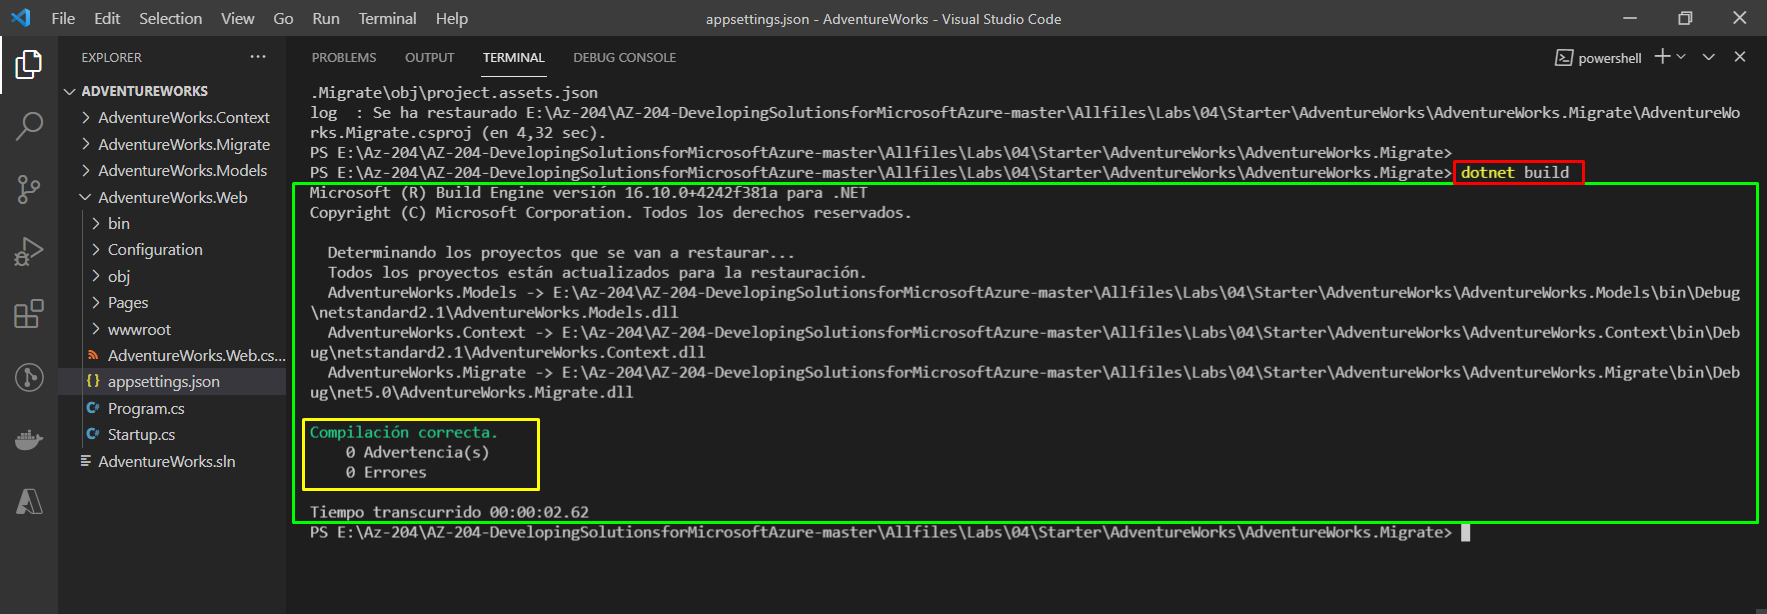 File Edit Selection View Go Run Terminal Help
appsettings.json - AdventureWorks - Visual Studio Code
EXPLORER
ADVENTUREWORKS
AdventureWorks.Context
AdventureWorks.Migrate
AdventureWorks.Models
AdventureWorks.Web
bin
Configuration
obj
Pages
wwwroot
AdventureWorks.Web.cs...
appsettings.json
Program.cs
Startup.cs
AdventureWorks.sln
PROBLEMS OUTPUT TERMINAL DEBUG CONSOLE
powershell
.Migrate\obj\project.assets.json
log  : Se ha restaurado E:\Az-204\AZ-204-DevelopingSolutionsforMicrosoftAzure-master\Allfiles\Labs\04\Starter\AdventureWorks\AdventureWorks.Migrate\AdventureWo
rks.Migrate.csproj (en 4,32 sec).
PS E:\Az-204\AZ-204-DevelopingSolutionsforMicrosoftAzure-master\Allfiles\Labs\04\Starter\AdventureWorks\AdventureWorks.Migrate>
PS E:\Az-204\AZ-204-DevelopingSolutionsforMicrosoftAzure-master\Allfiles\Labs\04\Starter\AdventureWorks\AdventureWorks.Migrate> dotnet build
Microsoft (R) Build Engine versión 16.10.0+4242f381a para .NET
Copyright (C) Microsoft Corporation. Todos los derechos reservados.
Determinando los proyectos que se van a restaurar...
Todos los proyectos están actualizados para la restauración.
AdventureWorks.Models -> E:\Az-204\AZ-204-DevelopingSolutionsforMicrosoftAzure-master\Allfiles\Labs\04\Starter\AdventureWorks\AdventureWorks.Models\bin\Debug
\netstandard2.1\AdventureWorks.Models.dll
AdventureWorks.Context -> E:\Az-204\AZ-204-DevelopingSolutionsforMicrosoftAzure-master\Allfiles\Labs\04\Starter\AdventureWorks\AdventureWorks.Context\bin\Deb
ug\netstandard2.1\AdventureWorks.Context.dll
AdventureWorks.Migrate -> E:\Az-204\AZ-204-DevelopingSolutionsforMicrosoftAzure-master\Allfiles\Labs\04\Starter\AdventureWorks\AdventureWorks.Migrate\bin\Deb
ug\net5.0\AdventureWorks.Migrate.dll
Compilación correcta.
0 Advertencia(s)
0 Errores
Tiempo transcurrido 00:00:02.62
PS E:\Az-204\AZ-204-DevelopingSolutionsforMicrosoftAzure-master\Allfiles\Labs\04\Starter\AdventureWorks\AdventureWorks.Migrate>